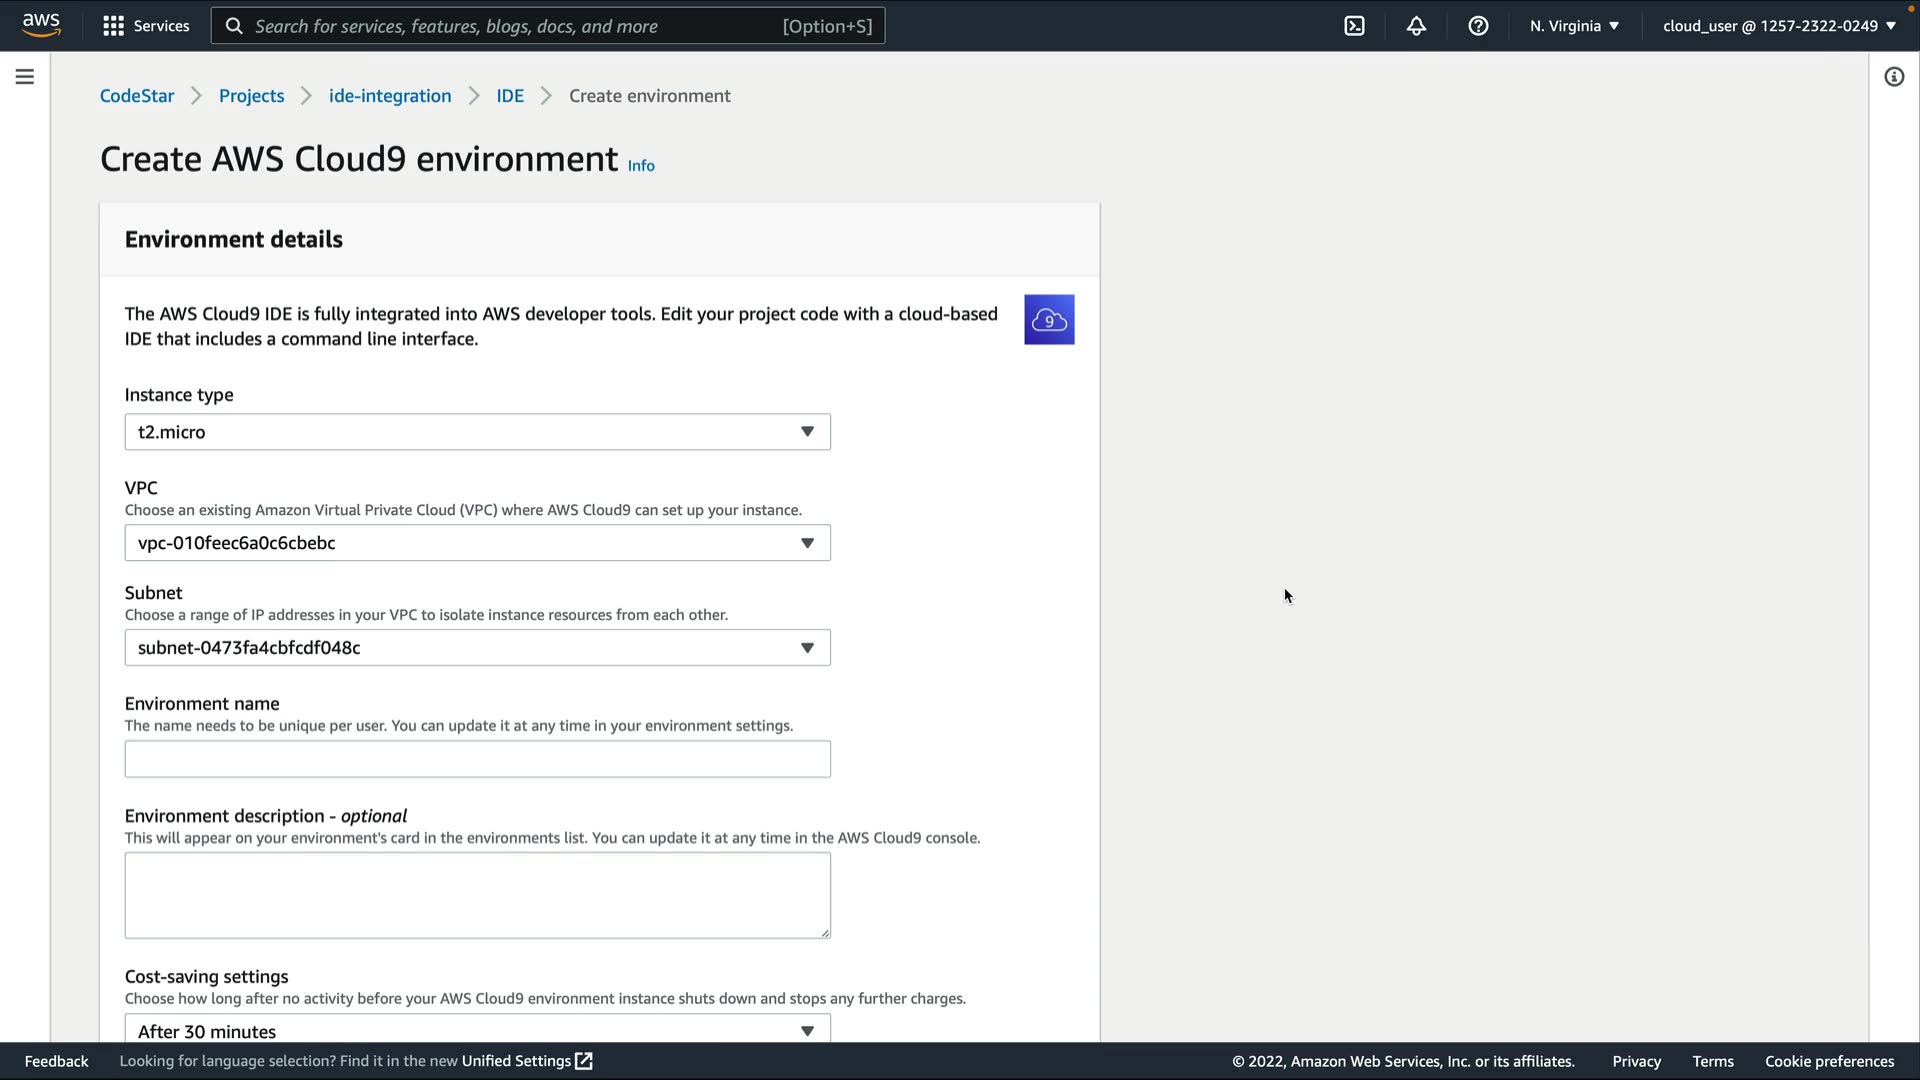 aws
Services
Search for services, features, blogs, docs, and more
[Option+S]
N. Virginia
cloud_user @ 1257-2322-0249
CodeStar
Projects
ide-integration
IDE
Create environment
Create AWS Cloud9 environment Info
Environment details
The AWS Cloud9 IDE is fully integrated into AWS developer tools. Edit your project code with a cloud-based
IDE that includes a command line interface.
9
Instance type
t2.micro
VPC
Choose an existing Amazon Virtual Private Cloud (VPC) where AWS Cloud9 can set up your instance.
vpc-010feec6a0c6cbebc
Subnet
Choose a range of IP addresses in your VPC to isolate instance resources from each other.
subnet-0473fa4cbfcdf048c
Environment name
The name needs to be unique per user. You can update it at any time in your environment settings.
Environment description - optional
This will appear on your environment's card in the environments list. You can update it at any time in the AWS Cloud9 console.
Cost-saving settings
Choose how long after no activity before your AWS Cloud9 environment instance shuts down and stops any further charges.
After 30 minutes
Feedback
Looking for language selection? Find it in the new Unified Settings
© 2022, Amazon Web Services, Inc. or its affiliates.
Privacy
Terms
Cookie preferences